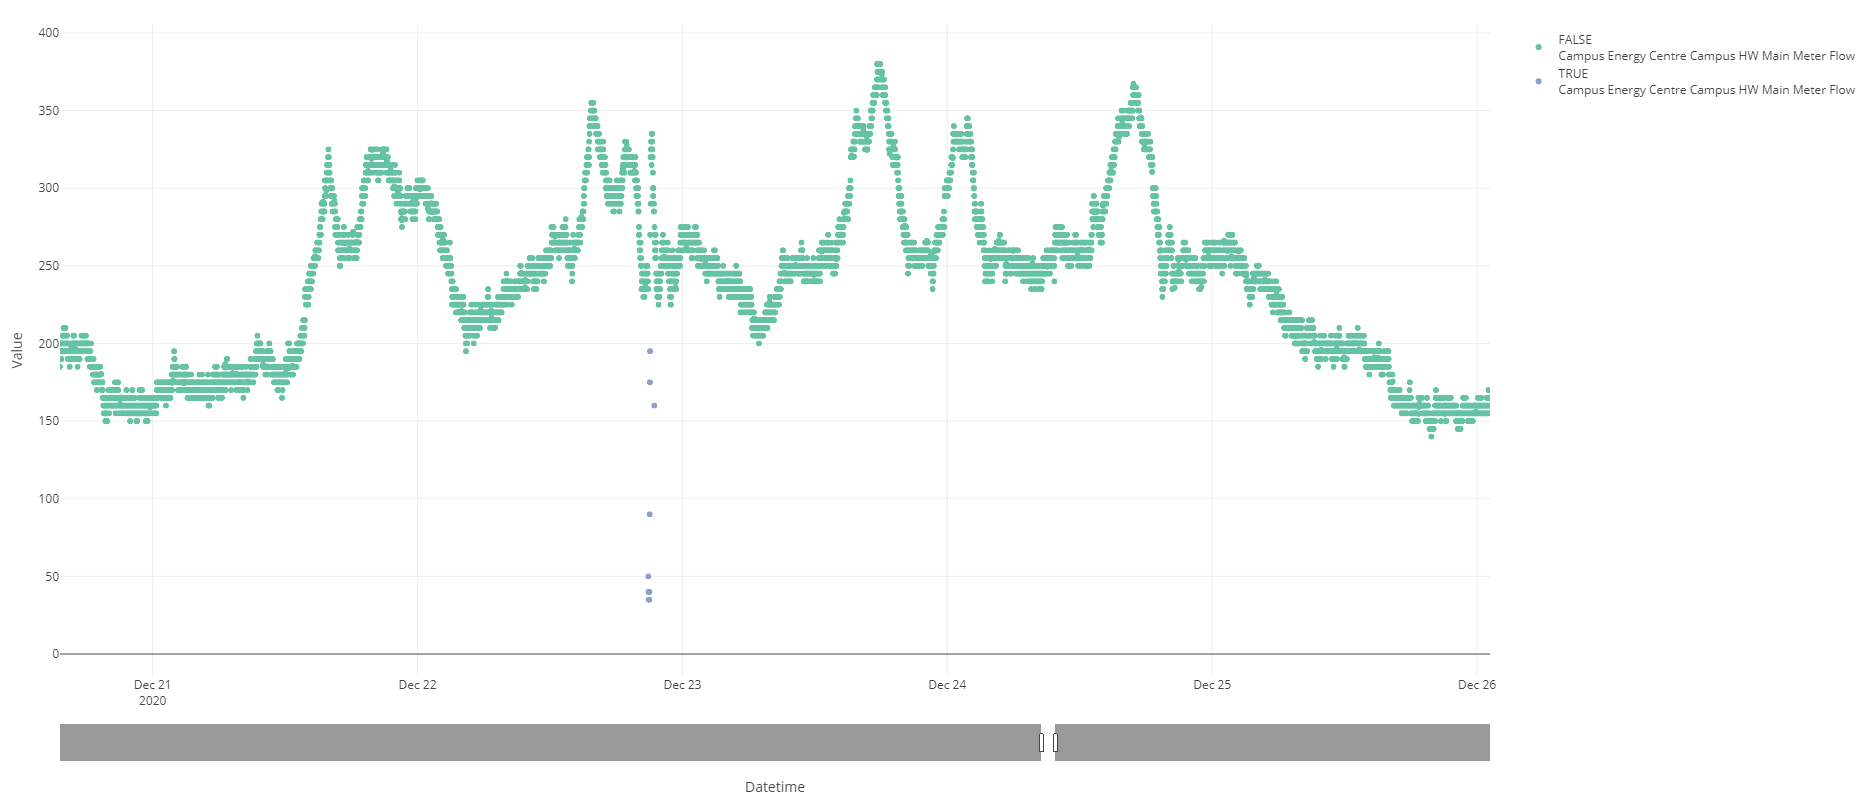 400
350
300
250
200
150
100
50
0
Value
Dec 21
2020
Dec 22
Dec 23
Dec 24
Dec 25
Dec 26
Datetime
FALSE
Campus Energy Centre Campus HW Main Meter Flow
TRUE
Campus Energy Centre Campus HW Main Meter Flow